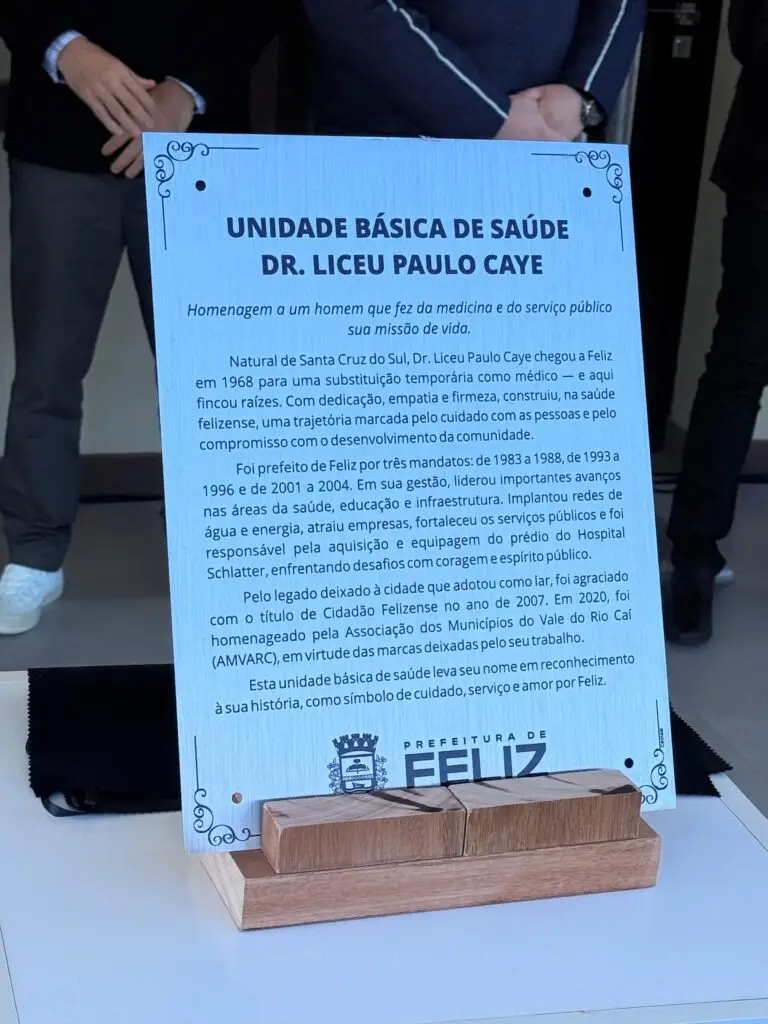 UNIDADE BÁSICA DE SAÚDE
DR. LICEU PAULO CAYE
Homenagem a um homem que fez da medicina e do serviço público
sua missão de vida.
Natural de Santa Cruz do Sul, Dr. Liceu Paulo Caye chegou a Feliz
em 1968 para uma substituição temporária como médico — e aqui
fincou raízes. Com dedicação, empatia e firmeza, construiu, na saúde
felizense, uma trajetória marcada pelo cuidado com as pessoas e pelo
compromisso com o desenvolvimento da comunidade.
Foi prefeito de Feliz por três mandatos: de 1983 a 1988, de 1993 a
1996 e de 2001 a 2004. Em sua gestão, liderou importantes avanços
nas áreas da saúde, educação e infraestrutura. Implantou redes de
água e energia, atraiu empresas, fortaleceu os serviços públicos e foi
responsável pela aquisição e equipagem do prédio do Hospital
Schlatter, enfrentando desafios com coragem e espírito público.
Pelo legado deixado à cidade que adotou como lar, foi agraciado
com o título de Cidadão Felizense no ano de 2007. Em 2020, foi
homenageado pela Associação dos Municípios do Vale do Rio Caí
(AMVARC), em virtude das marcas deixadas pelo seu trabalho.
Esta unidade básica de saúde leva seu nome em reconhecimento
à sua história, como símbolo de cuidado, serviço e amor por Feliz.
PREFEITURA DE
FELIZ